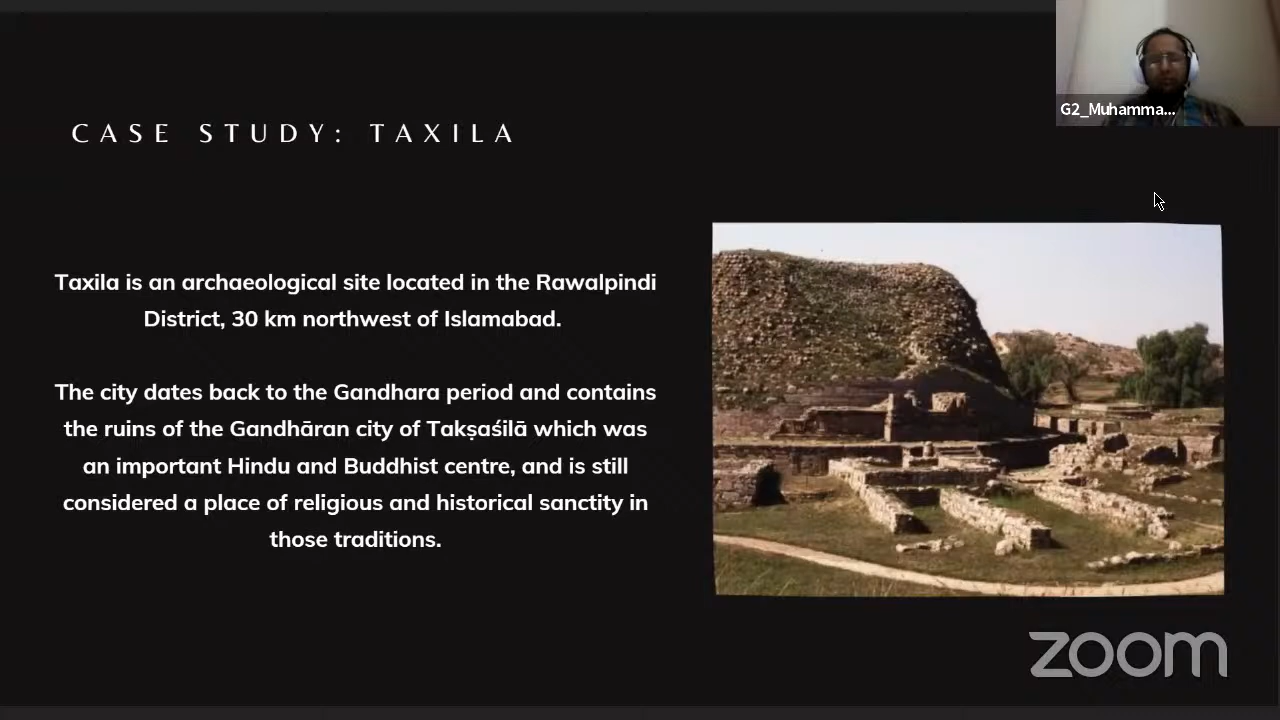 G2_Muhamma...
CASE STUDY: TAXILA
Taxila is an archaeological site located in the Rawalpindi
District, 30 km northwest of Islamabad.
The city dates back to the Gandhara period and contains
the ruins of the Gandhāran city of Takṣaśilā which was
an important Hindu and Buddhist centre, and is still
considered a place of religious and historical sanctity in
those traditions.
zoom